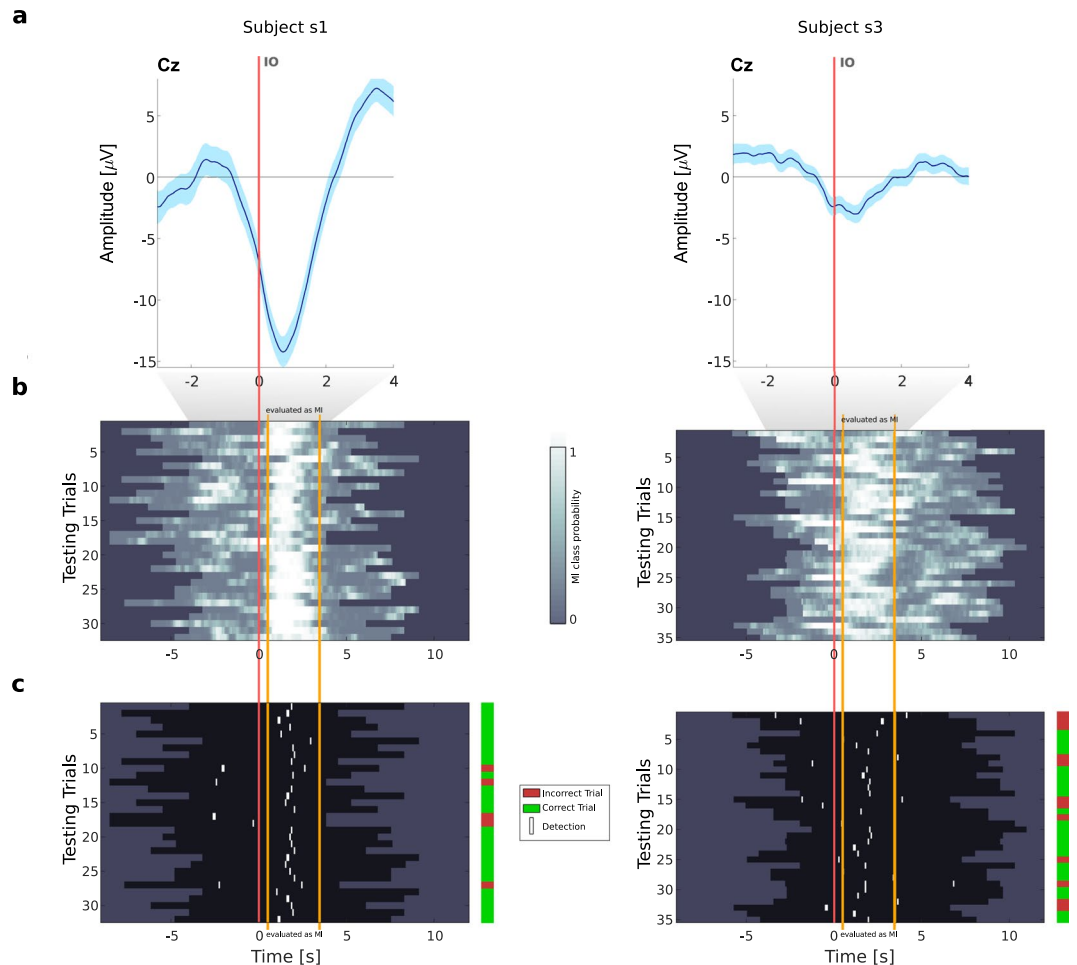 a
Subject s1
Subject s3
Cz
IO
Cz
IO
Amplitude [μV]
5
0
-5
-10
-15
-2
0
2
4
Amplitude [μV]
5
0
-5
-10
-15
-2
0
2
4
b
evaluated as MI
evaluated as MI
Testing Trials
5
10
15
20
25
30
-5
0
5
10
1
0
MI class probability
Testing Trials
5
10
15
20
25
30
35
-5
0
5
10
c
Testing Trials
5
10
15
20
25
30
evaluated as MI
-5
0
5
10
Time [s]
Incorrect Trial
Correct Trial
Detection
Testing Trials
5
10
15
20
25
30
35
evaluated as MI
-5
0
5
10
Time [s]